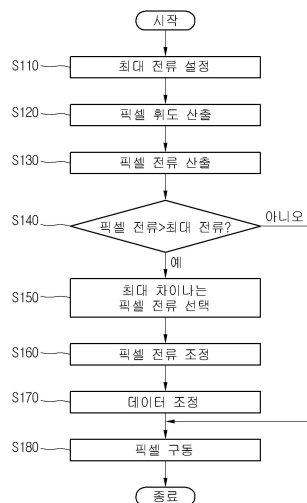 시작
S110
최대 전류 설정
S120
픽셀 휘도 산출
S130
픽셀 전류 산출
S140
픽셀 전류>최대 전류?
아니오
예
S150
최대 차이나는
픽셀 전류 선택
S160
픽셀 전류 조정
S170
데이터 조정
S180
픽셀 구동
종료